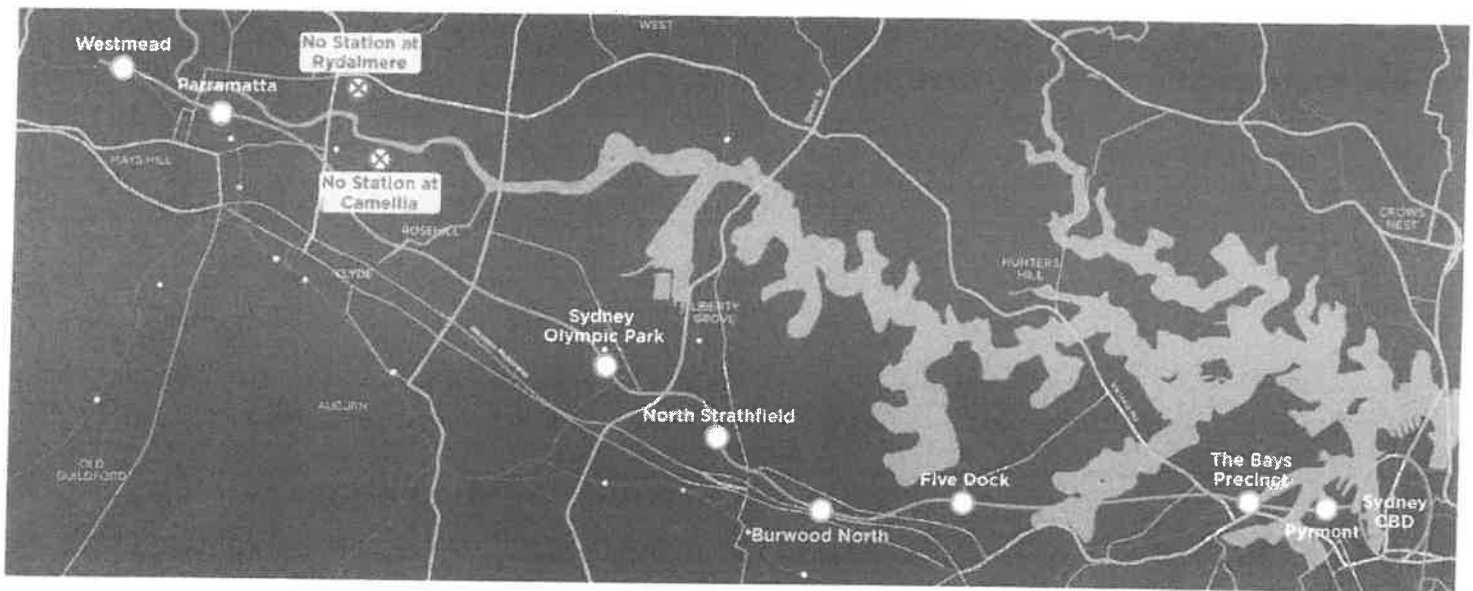 WEST
Westmead
No Station at
Rydalmere
Parramatta
MAYS HILL
No Station at
Camellia
ROSEHILL
CROWS
NEST
HUNTERS
HILL
CLYDE
LIBERTY
GROVE
Sydney
Olympic Park
AUBURN
North Strathfield
OLD
GUILDFORD
Five Dock
The Bays
Precinct
Sydney
CBD
Burwood North
Pyrmont